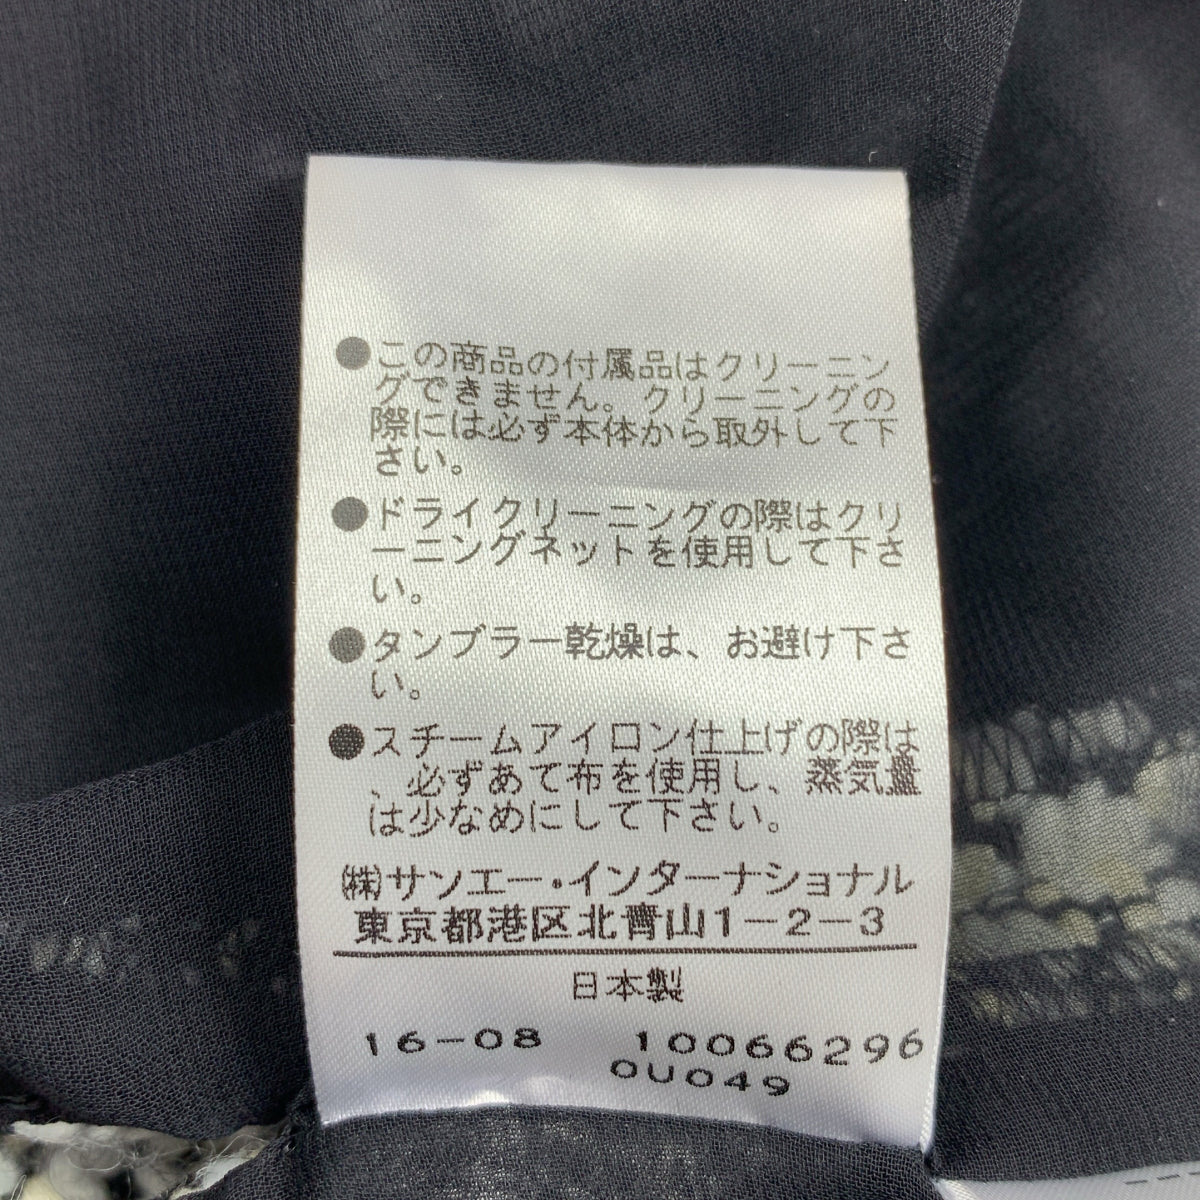 ●この商品の付属品はクリーニン
グできません。クリーニングの
際には必ず本体から取外して下
さい。
●ドライクリーニングの際はクリ
ーニングネットを使用して下さ
い。
●タンブラー乾燥は、お避け下さ
い。
●スチームアイロン仕上げの際は
、必ずあて布を使用し、蒸気量
は少なめにして下さい。
㈱サンエー・インターナショナル
東京都港区北青山1-2-3
日本製
16-08 100662960
0U049